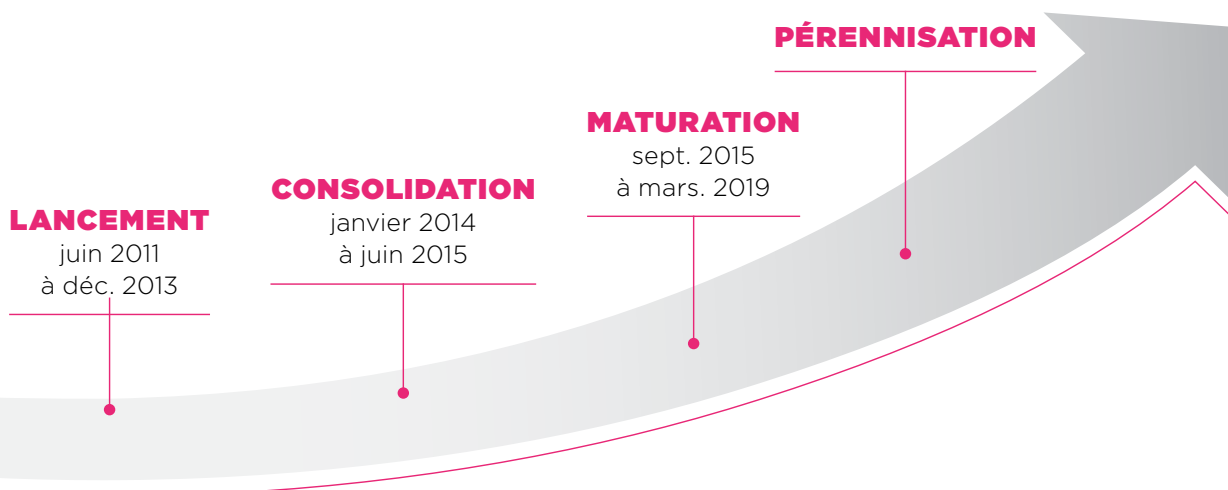 LANCEMENT
juin 2011
à déc. 2013
CONSOLIDATION
janvier 2014
à juin 2015
MATURATION
sept. 2015
à mars. 2019
PÉRENNISATION